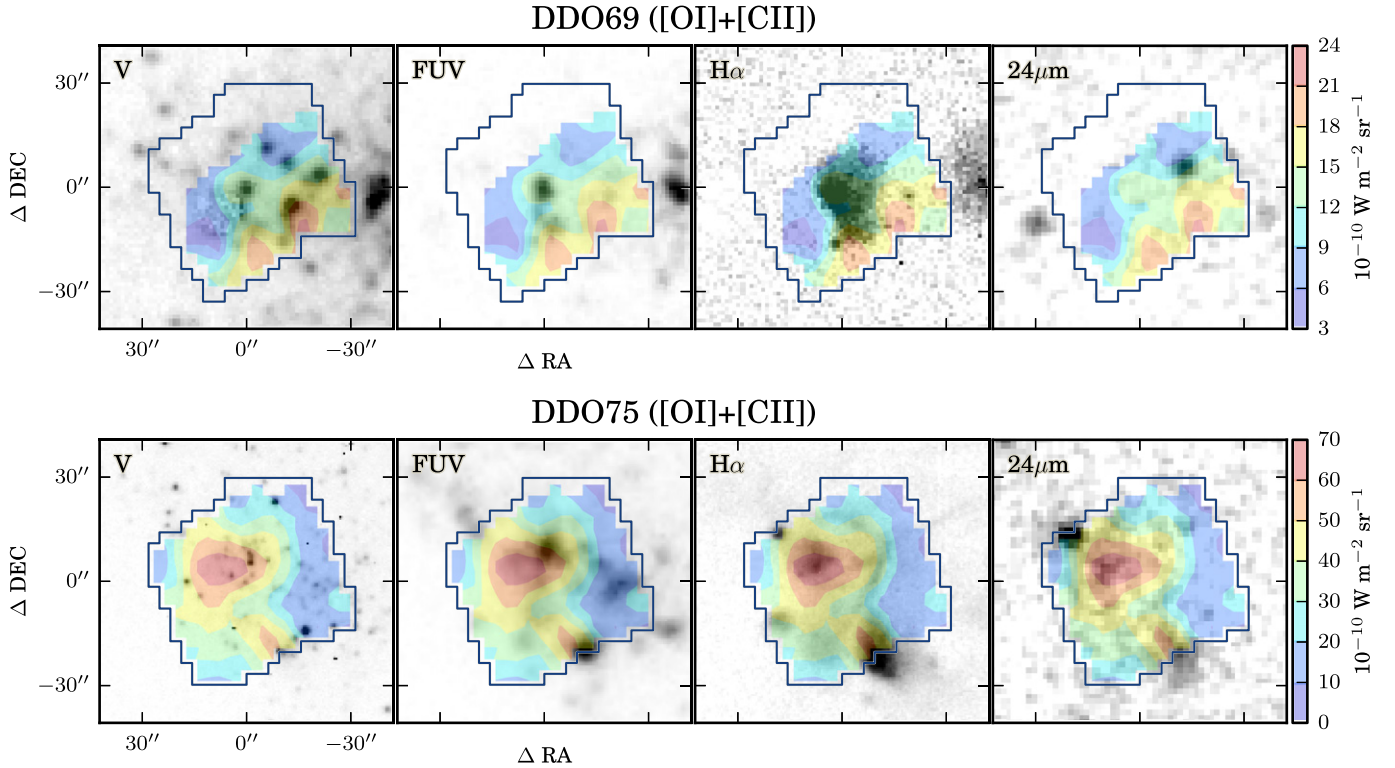 DDO69 ([OI]+[CII])
V
FUV
Hα
24μm
30′′
0′′
−30′′
Δ DEC
30′′
0′′
−30′′
Δ RA
24
21
18
15
12
9
6
3
10⁻¹⁰ W m⁻² sr⁻¹
DDO75 ([OI]+[CII])
V
FUV
Hα
24μm
30′′
0′′
−30′′
Δ DEC
30′′
0′′
−30′′
Δ RA
70
60
50
40
30
20
10
0
10⁻¹⁰ W m⁻² sr⁻¹